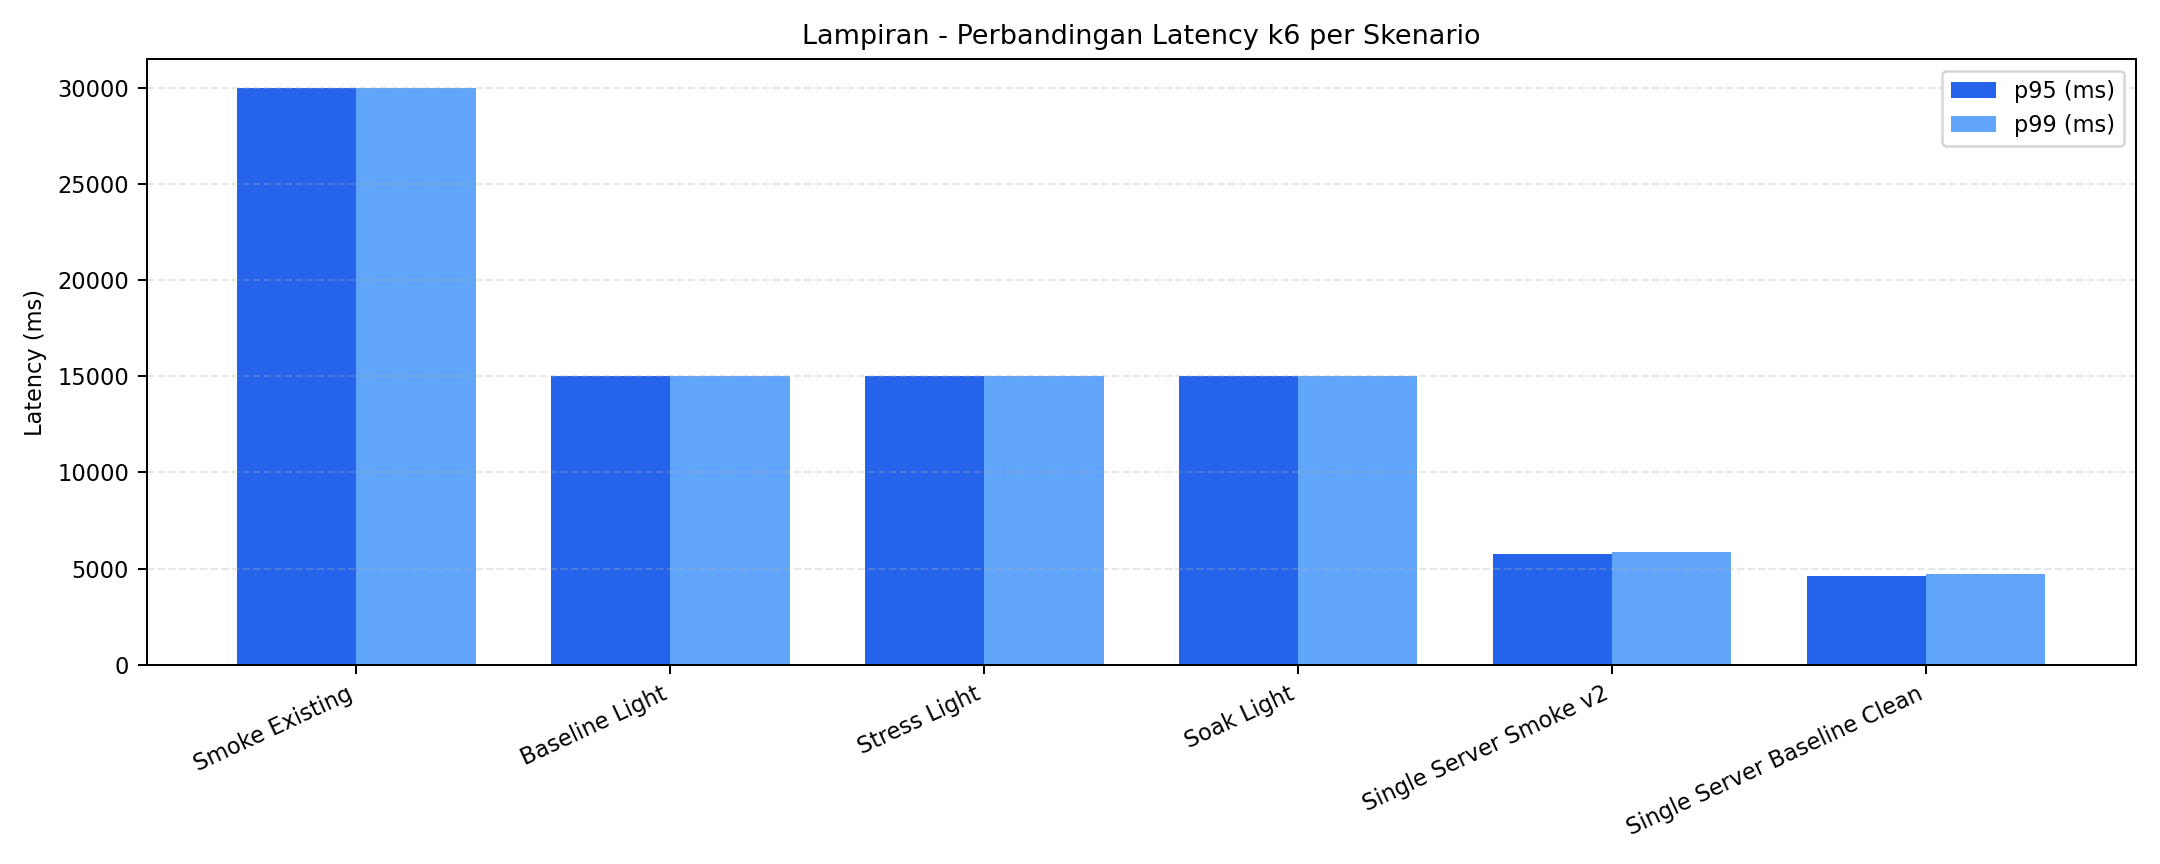 Lampiran - Perbandingan Latency k6 per Skenario
p95 (ms)
p99 (ms)
Latency (ms)
30000
25000
20000
15000
10000
5000
0
Smoke Existing
Baseline Light
Stress Light
Soak Light
Single Server Smoke v2
Single Server Baseline Clean